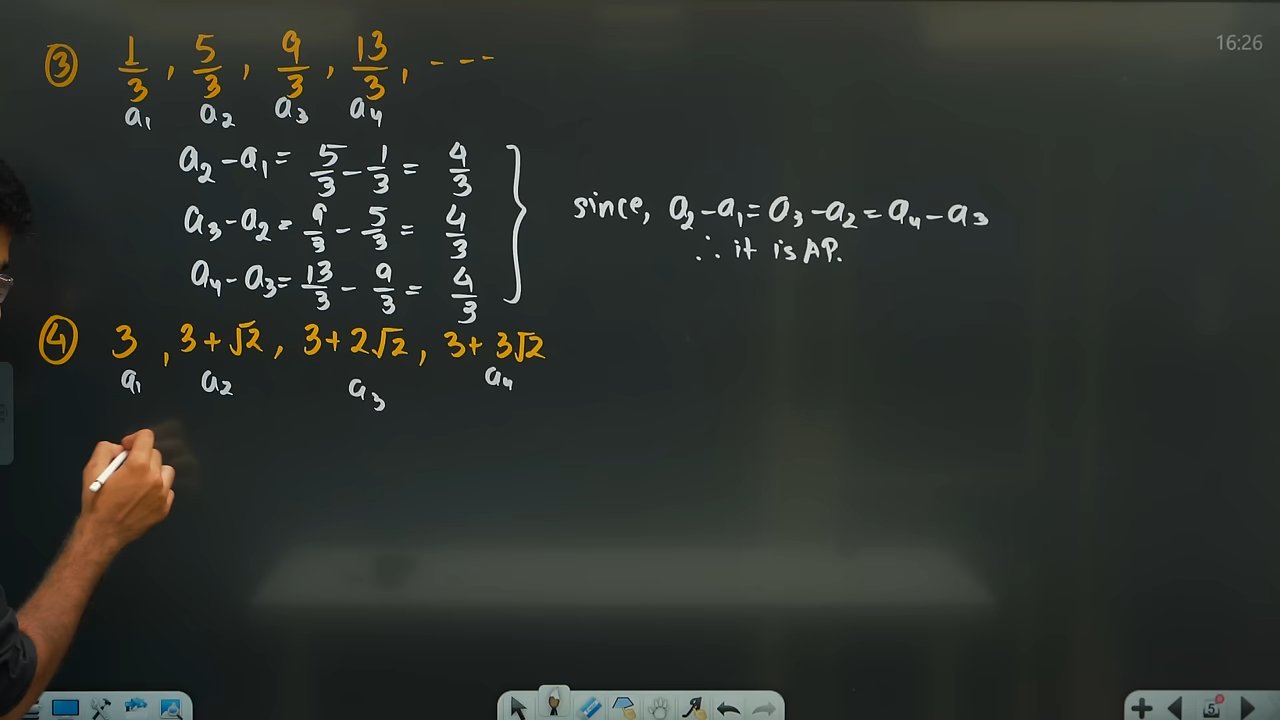 16:26
③ 1/3, 5/3, 9/3, 13/3, ----
a₁ a₂ a₃ a₄
a₂-a₁= 5/3 - 1/3 = 4/3
a₃-a₂= 9/3 - 5/3 = 4/3
a₄-a₃= 13/3 - 9/3 = 4/3
since, a₂-a₁=a₃-a₂=a₄-a₃
∴ it is AP.
④ 3, 3+√2, 3+2√2, 3+3√2
a₁ a₂ a₃ a₄
5